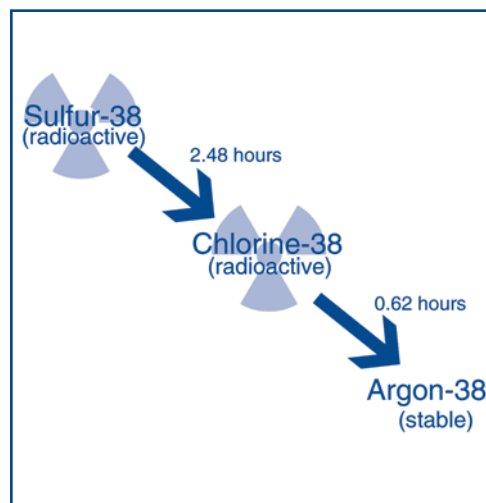 Sulfur-38
(radioactive)
2.48 hours
Chlorine-38
(radioactive)
0.62 hours
Argon-38
(stable)